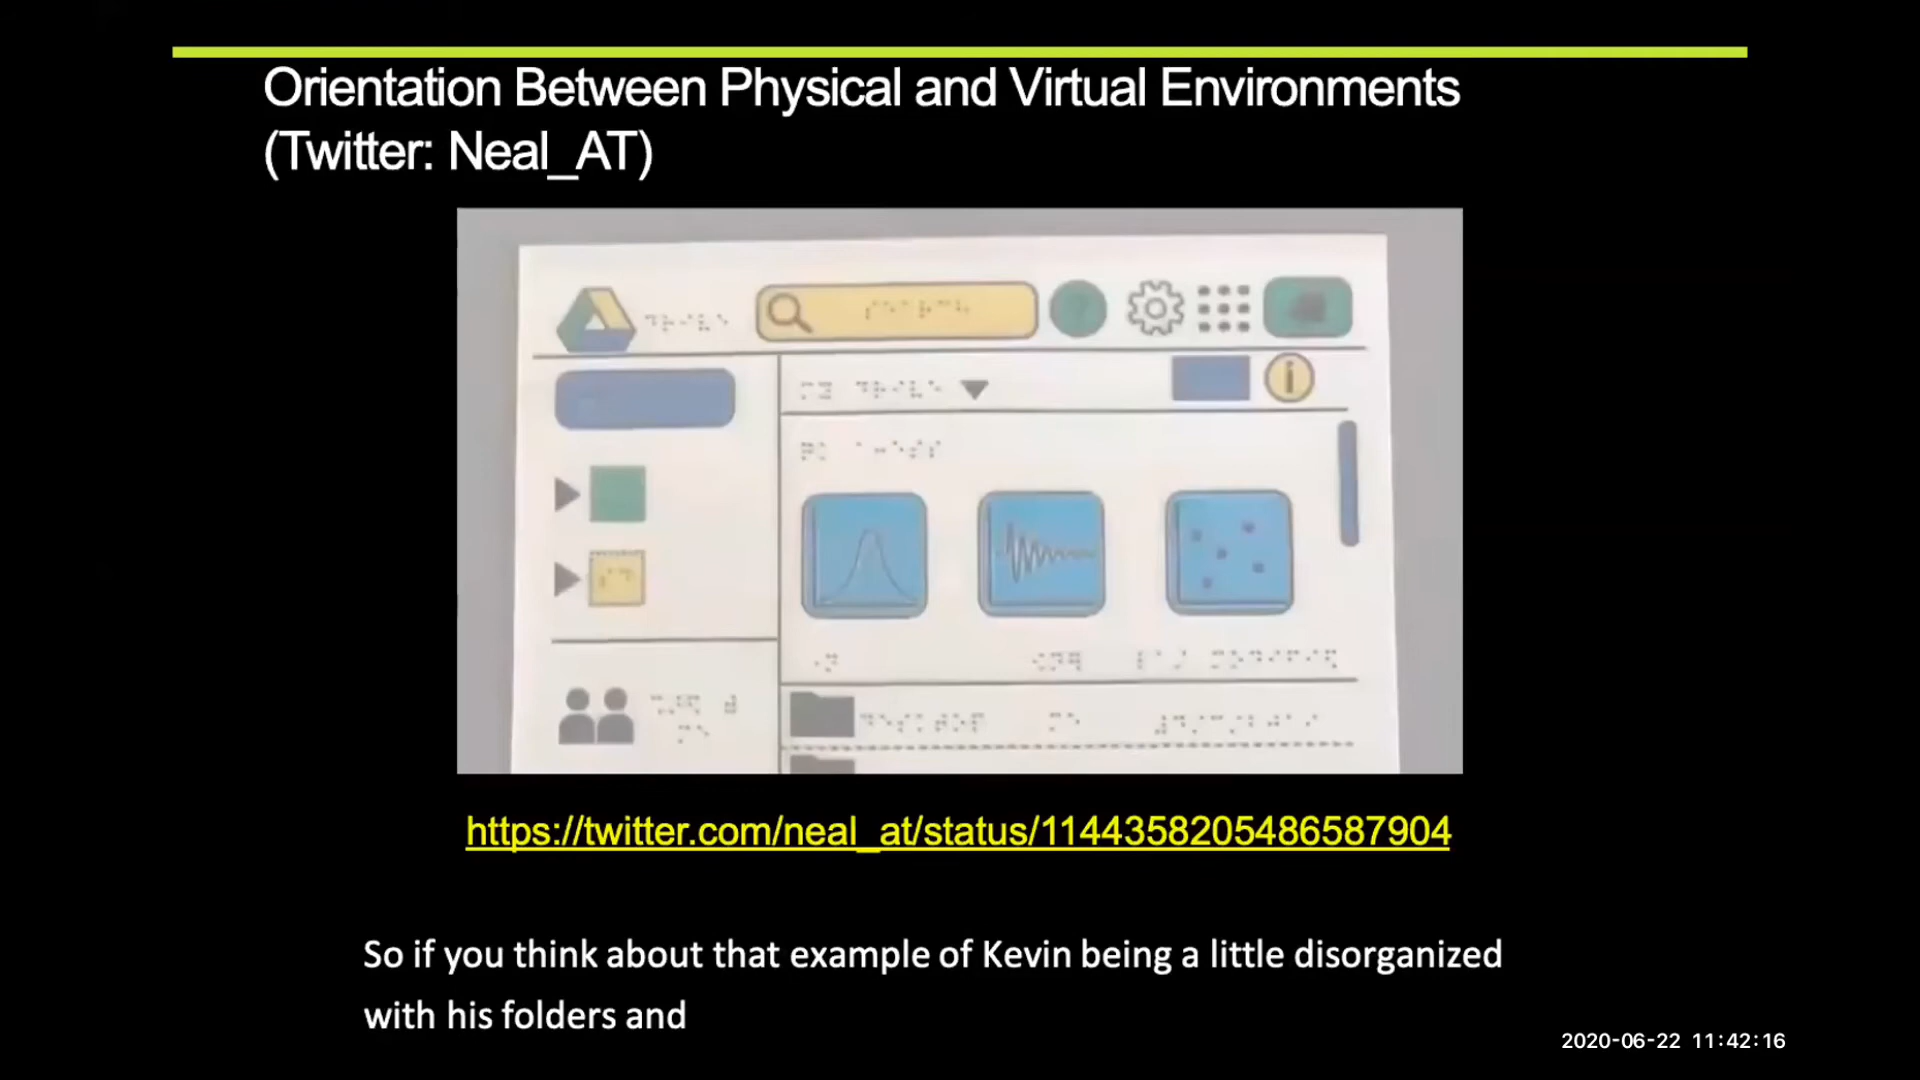 Orientation Between Physical and Virtual Environments
(Twitter: Neal_AT)
i
https://twitter.com/neal_at/status/1144358205486587904
So if you think about that example of Kevin being a little disorganized
with his folders and
2020-06-22 11:42:16